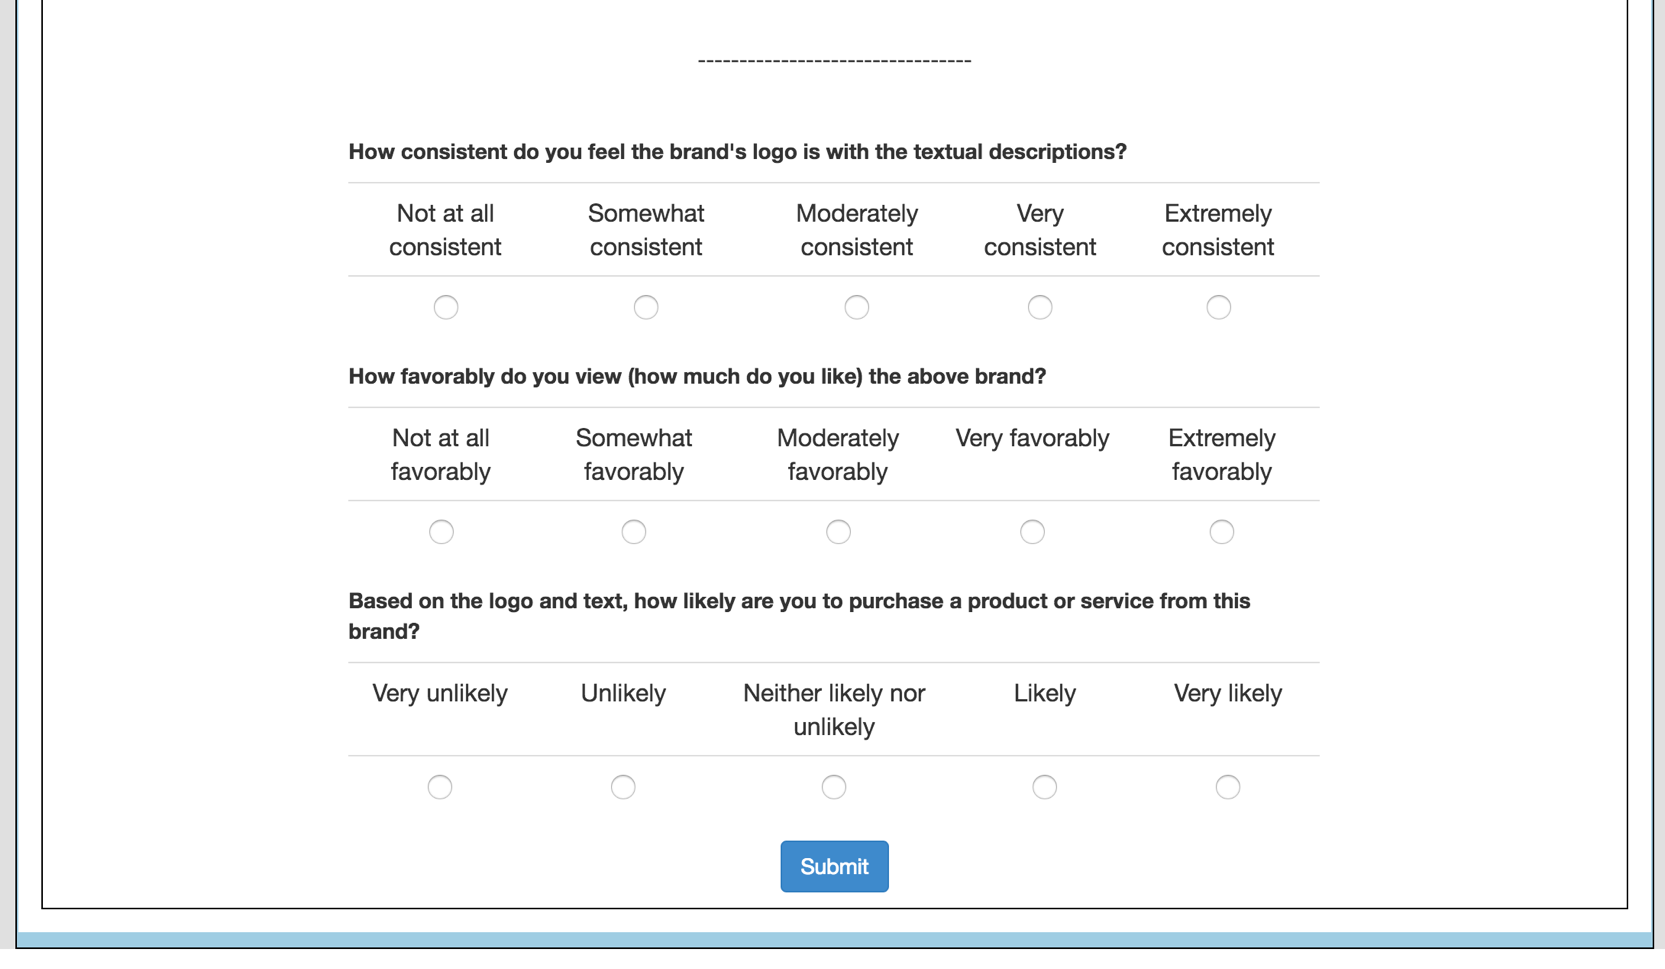 ---------------------------------
How consistent do you feel the brand's logo is with the textual descriptions?
Not at all consistent
Somewhat consistent
Moderately consistent
Very consistent
Extremely consistent
How favorably do you view (how much do you like) the above brand?
Not at all favorably
Somewhat favorably
Moderately favorably
Very favorably
Extremely favorably
Based on the logo and text, how likely are you to purchase a product or service from this
brand?
Very unlikely
Unlikely
Neither likely nor unlikely
Likely
Very likely
Submit